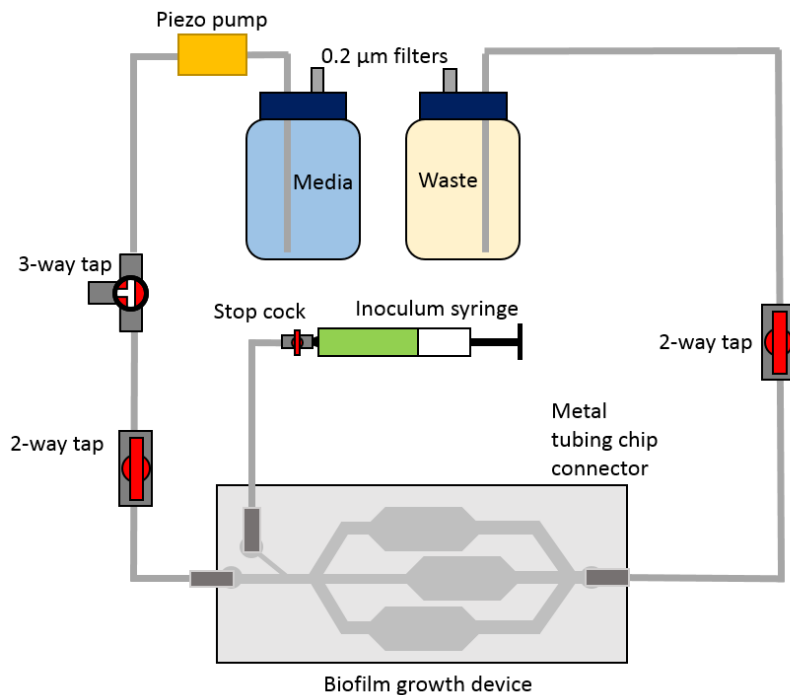 Piezo pump
0.2 µm filters
Media
Waste
3-way tap
Stop cock
Inoculum syringe
2-way tap
2-way tap
Metal
tubing chip
connector
Biofilm growth device